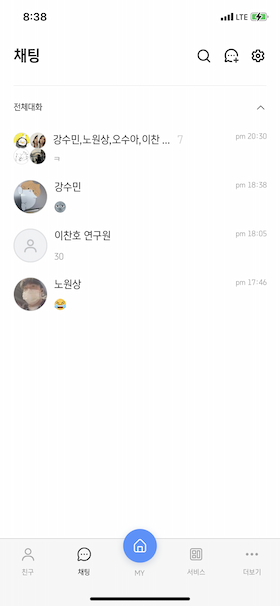 8:38
LTE
채팅
전체대화
강수민,노원상,오수아,이찬 ... 7
pm 20:30
ㅋ
강수민
pm 18:38
이찬호 연구원
pm 18:05
30
노원상
pm 17:46
친구
채팅
MY
서비스
더보기